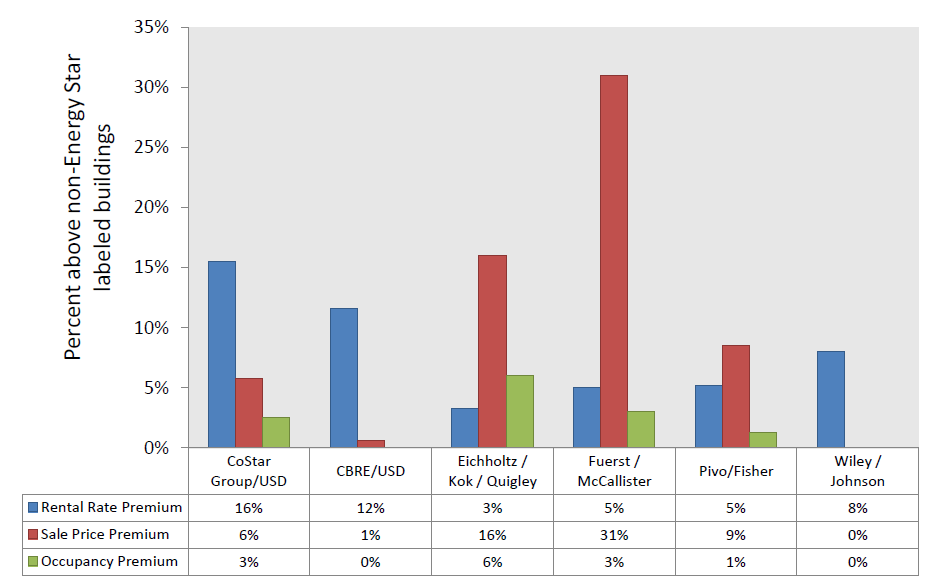 35%
30%
25%
20%
15%
10%
5%
0%
Percent above non-Energy Star
labeled buildings
CoStar
Group/USD
CBRE/USD
Eichholtz /
Kok / Quigley
Fuerst /
McCallister
Pivo/Fisher
Wiley /
Johnson
Rental Rate Premium 16% 12% 3% 5% 5% 8%
Sale Price Premium 6% 1% 16% 31% 9% 0%
Occupancy Premium 3% 0% 6% 3% 1% 0%